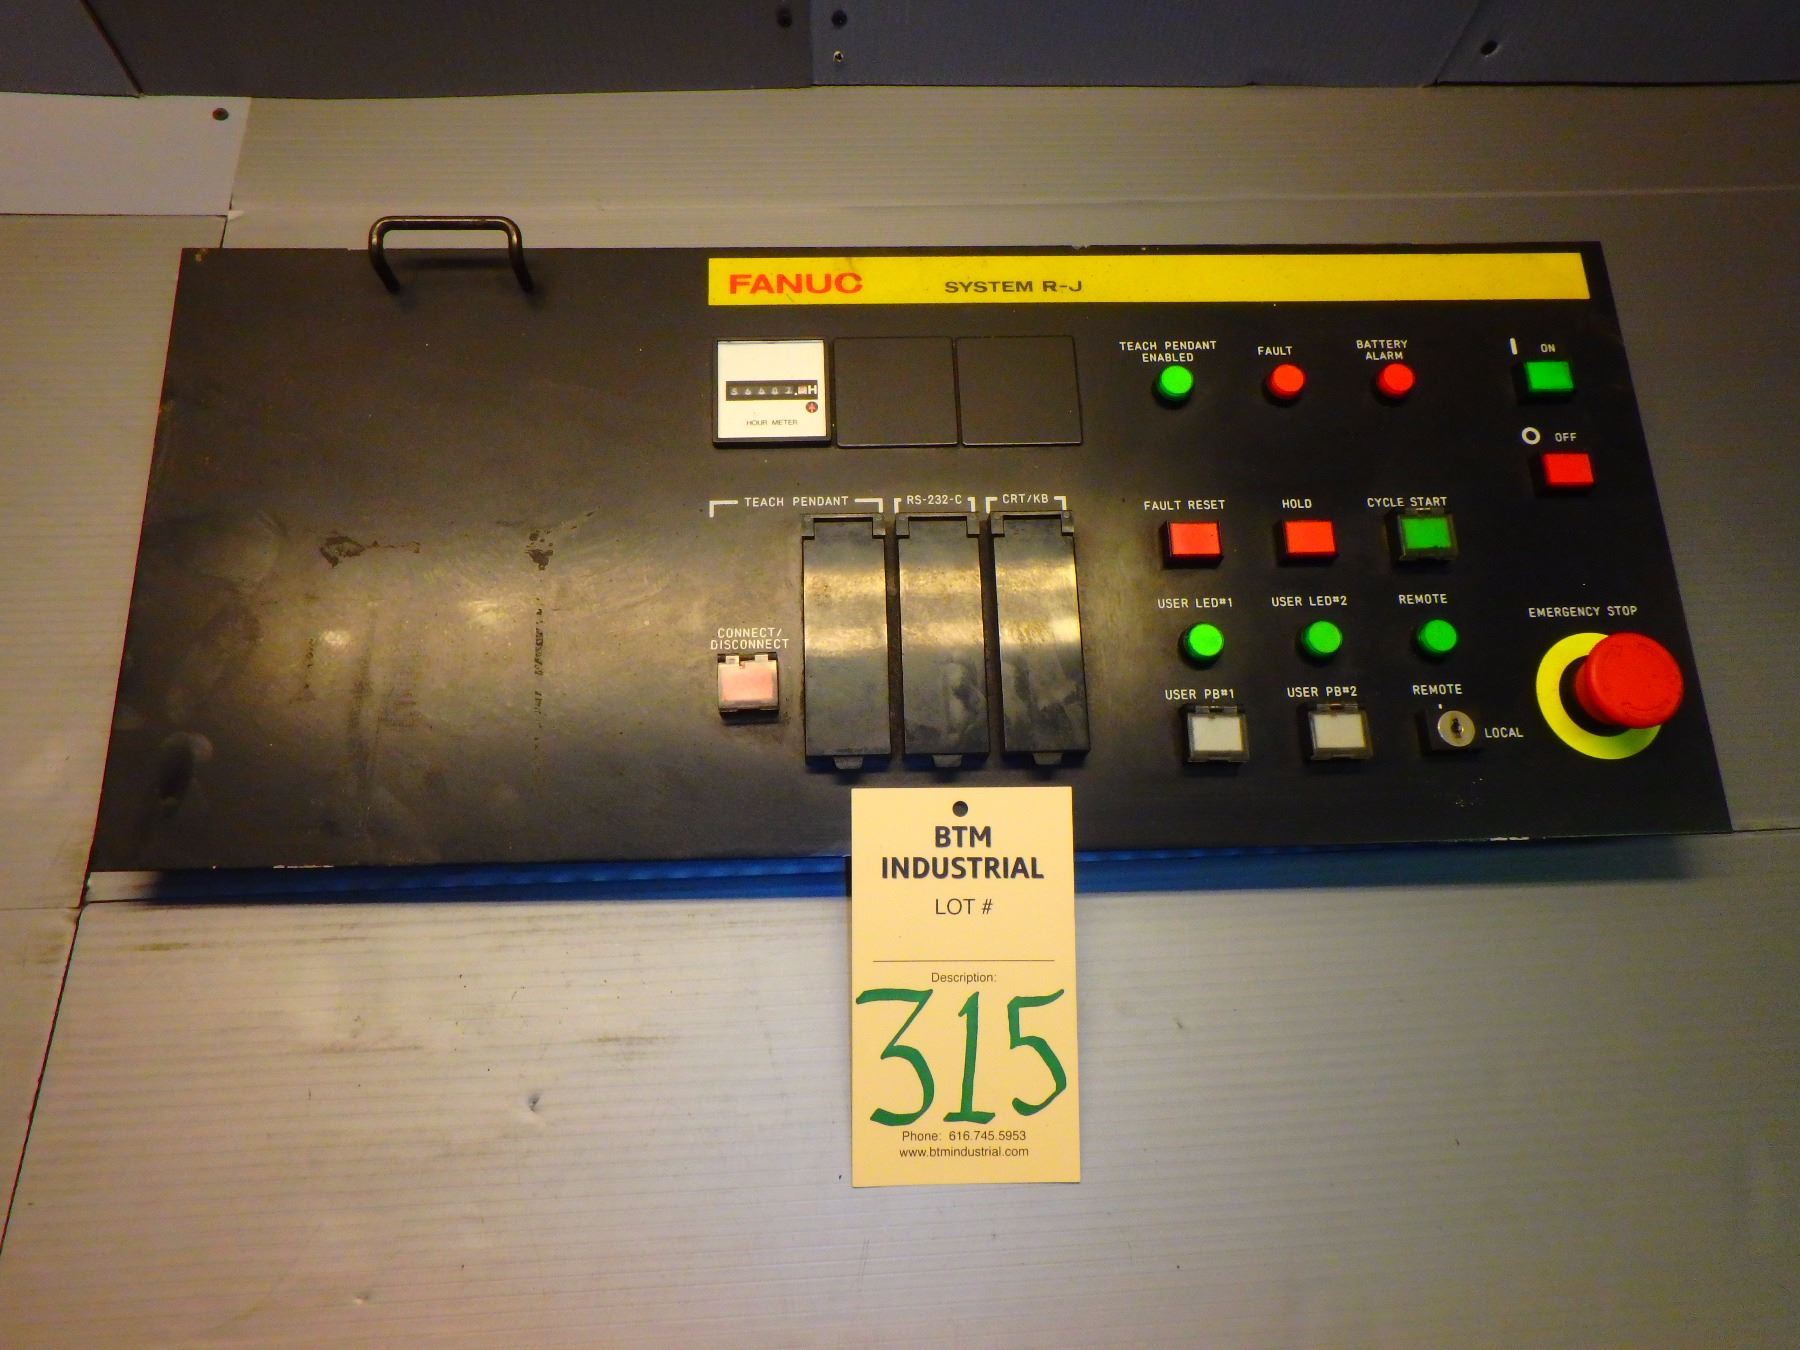 FANUC SYSTEM R-J
H
HOUR METER
TEACH PENDANT
ENABLED
FAULT
BATTERY
ALARM
ON
OFF
TEACH PENDANT
RS-232-C
CRT/KB
FAULT RESET
HOLD
CYCLE START
CONNECT/
DISCONNECT
USER LED#1
USER LED#2
REMOTE
EMERGENCY STOP
USER PB#1
USER PB#2
REMOTE
LOCAL
BTM
INDUSTRIAL
LOT #
Description:
315
Phone: 616.745.5953
www.btmindustrial.com